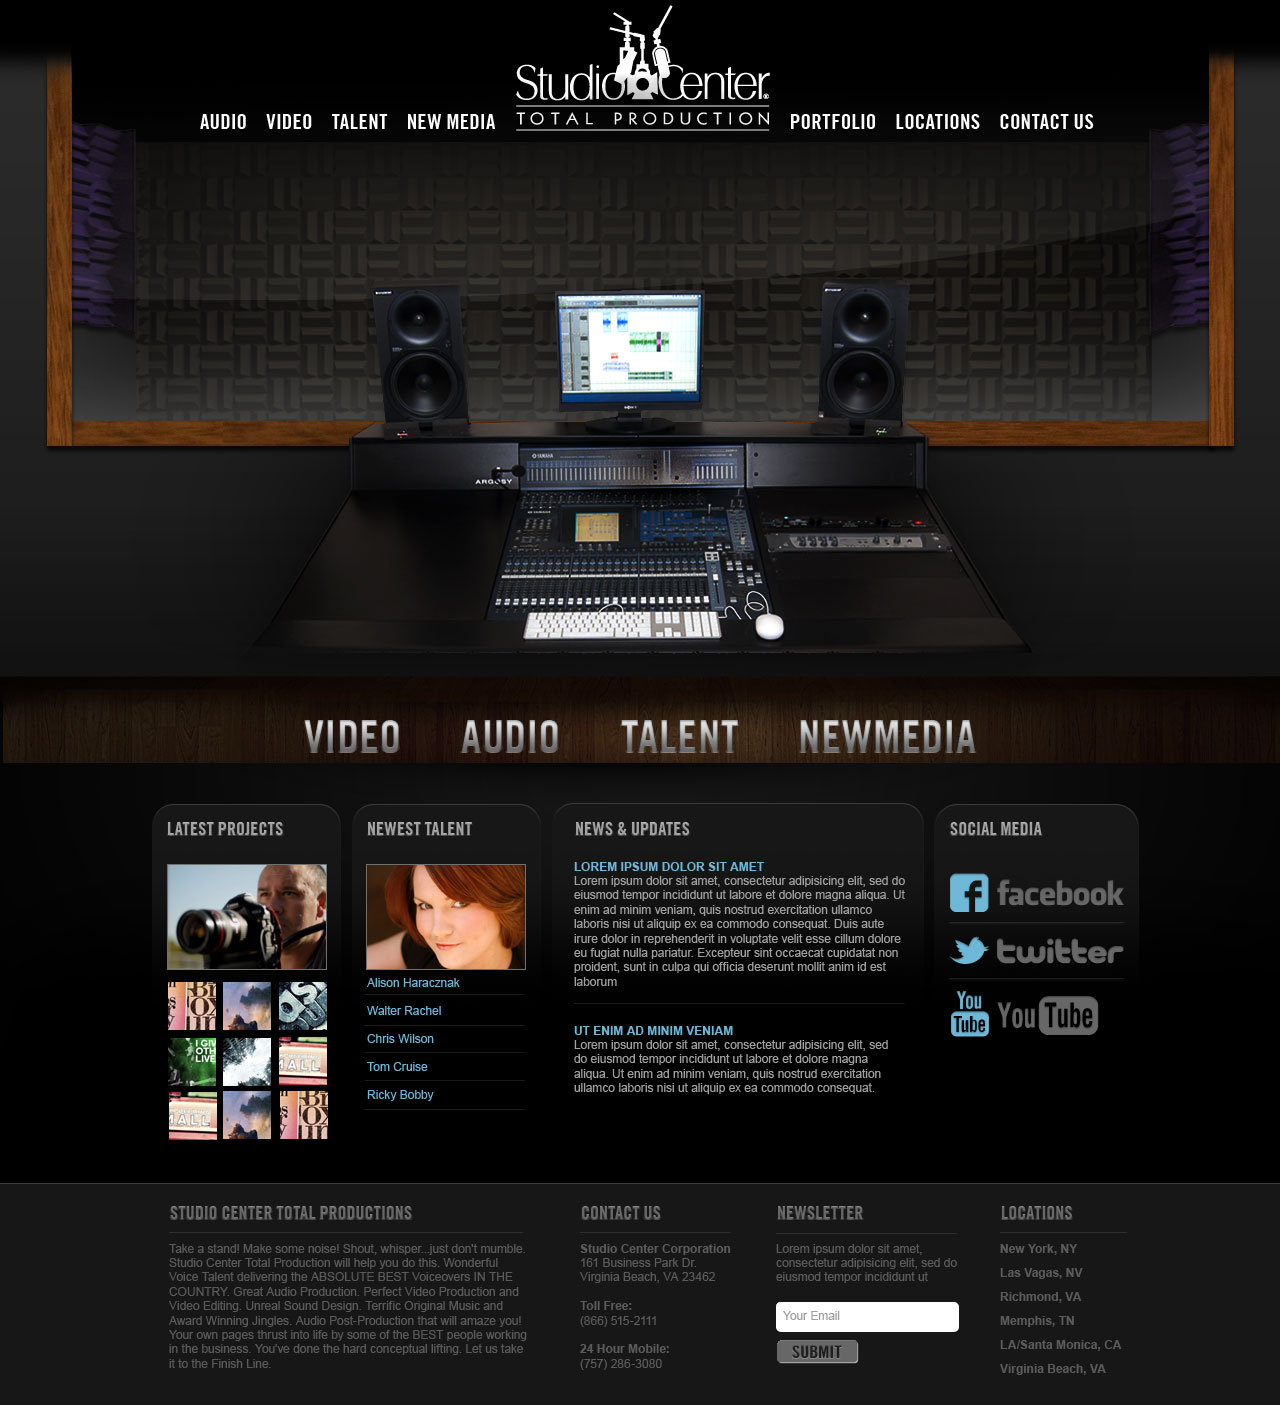 Studio Center®
TOTAL PRODUCTION
AUDIO VIDEO TALENT NEW MEDIA
PORTFOLIO LOCATIONS CONTACT US
YAMAHA
ARGOSY
VIDEO AUDIO TALENT NEWMEDIA
LATEST PROJECTS
NEWEST TALENT
Alison Haracznak
Walter Rachel
Chris Wilson
Tom Cruise
Ricky Bobby
NEWS & UPDATES
LOREM IPSUM DOLOR SIT AMET
Lorem ipsum dolor sit amet, consectetur adipisicing elit, sed do
eiusmod tempor incididunt ut labore et dolore magna aliqua. Ut
enim ad minim veniam, quis nostrud exercitation ullamco
laboris nisi ut aliquip ex ea commodo consequat. Duis aute
irure dolor in reprehenderit in voluptate velit esse cillum dolore
eu fugiat nulla pariatur. Excepteur sint occaecat cupidatat non
proident, sunt in culpa qui officia deserunt mollit anim id est
laborum
UT ENIM AD MINIM VENIAM
Lorem ipsum dolor sit amet, consectetur adipisicing elit, sed
do eiusmod tempor incididunt ut labore et dolore magna
aliqua. Ut enim ad minim veniam, quis nostrud exercitation
ullamco laboris nisi ut aliquip ex ea commodo consequat.
SOCIAL MEDIA
facebook
twitter
You Tube YouTube
STUDIO CENTER TOTAL PRODUCTIONS
Take a stand! Make some noise! Shout, whisper...just don't mumble.
Studio Center Total Production will help you do this. Wonderful
Voice Talent delivering the ABSOLUTE BEST Voiceovers IN THE
COUNTRY. Great Audio Production. Perfect Video Production and
Video Editing. Unreal Sound Design. Terrific Original Music and
Award Winning Jingles. Audio Post-Production that will amaze you!
Your own pages thrust into life by some of the BEST people working
in the business. You've done the hard conceptual lifting. Let us take
it to the Finish Line.
CONTACT US
Studio Center Corporation
161 Business Park Dr.
Virginia Beach, VA 23462
Toll Free:
(866) 515-2111
24 Hour Mobile:
(757) 286-3080
NEWSLETTER
Lorem ipsum dolor sit amet,
consectetur adipisicing elit, sed do
eiusmod tempor incididunt ut
Your Email
SUBMIT
LOCATIONS
New York, NY
Las Vagas, NV
Richmond, VA
Memphis, TN
LA/Santa Monica, CA
Virginia Beach, VA